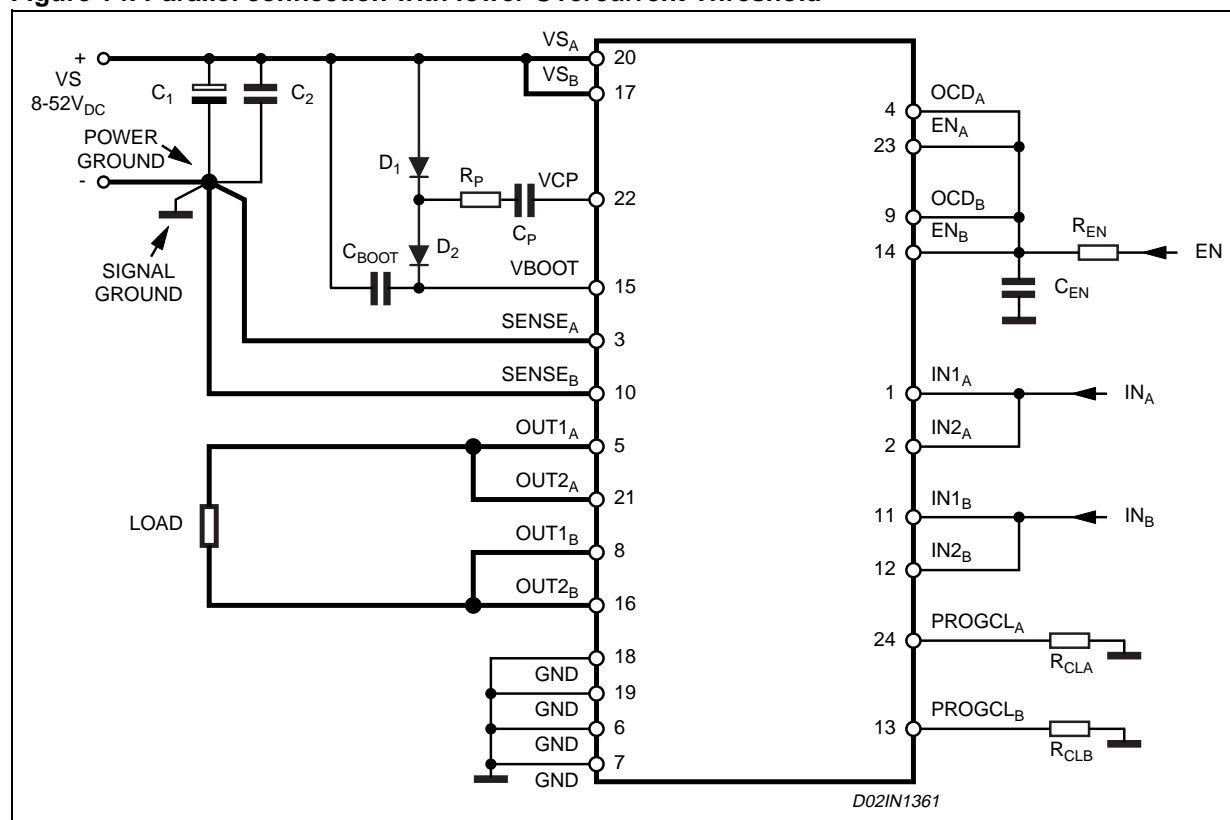 Figure 14. Parallel connection with lower Overcurrent Threshold
+
VS
8-52VDC
C1
C2
POWER
GROUND
-
SIGNAL
GROUND
D1
RP
CP
D2
CBOOT
VSA
20
VSB
17
VCP
22
VBOOT
15
SENSEA
3
SENSEB
10
OUT1A
5
OUT2A
21
OUT1B
8
OUT2B
16
LOAD
18
GND
19
GND
6
GND
7
GND
4
OCDA
23
ENA
9
OCDB
14
ENB
REN
EN
CEN
1
IN1A
INA
2
IN2A
11
IN1B
INB
12
IN2B
24
PROGCLA
RCLA
13
PROGCLB
RCLB
D02IN1361